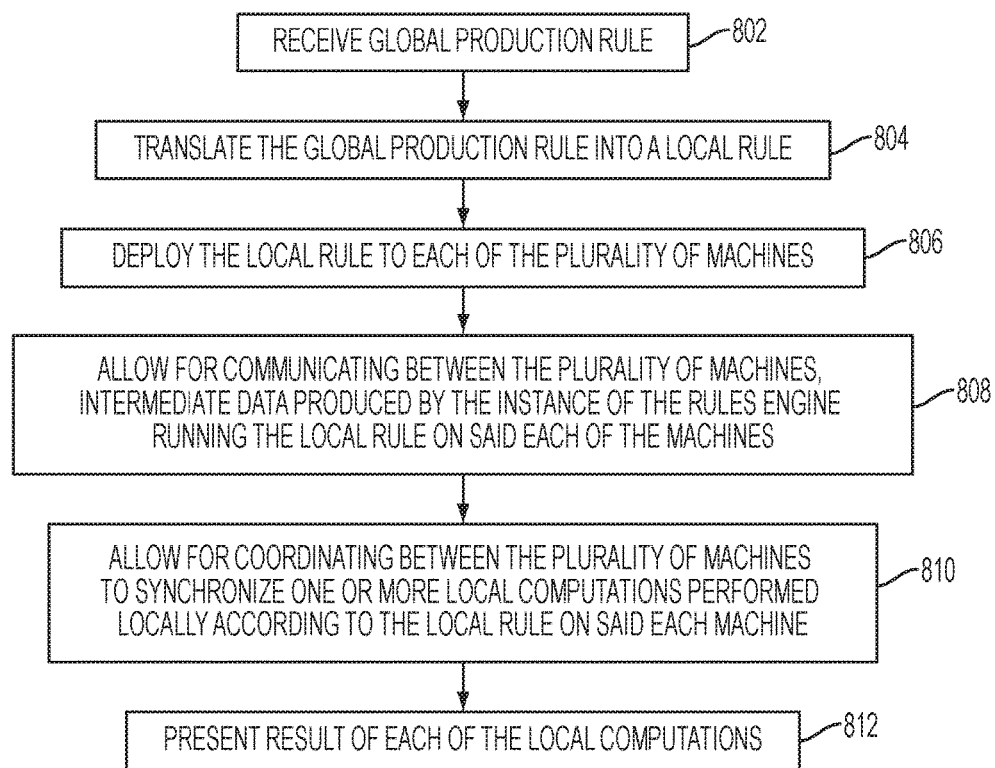 RECEIVE GLOBAL PRODUCTION RULE
802
TRANSLATE THE GLOBAL PRODUCTION RULE INTO A LOCAL RULE
804
DEPLOY THE LOCAL RULE TO EACH OF THE PLURALITY OF MACHINES
806
ALLOW FOR COMMUNICATING BETWEEN THE PLURALITY OF MACHINES,
INTERMEDIATE DATA PRODUCED BY THE INSTANCE OF THE RULES ENGINE
RUNNING THE LOCAL RULE ON SAID EACH OF THE MACHINES
808
ALLOW FOR COORDINATING BETWEEN THE PLURALITY OF MACHINES
TO SYNCHRONIZE ONE OR MORE LOCAL COMPUTATIONS PERFORMED
LOCALLY ACCORDING TO THE LOCAL RULE ON SAID EACH MACHINE
810
PRESENT RESULT OF EACH OF THE LOCAL COMPUTATIONS
812